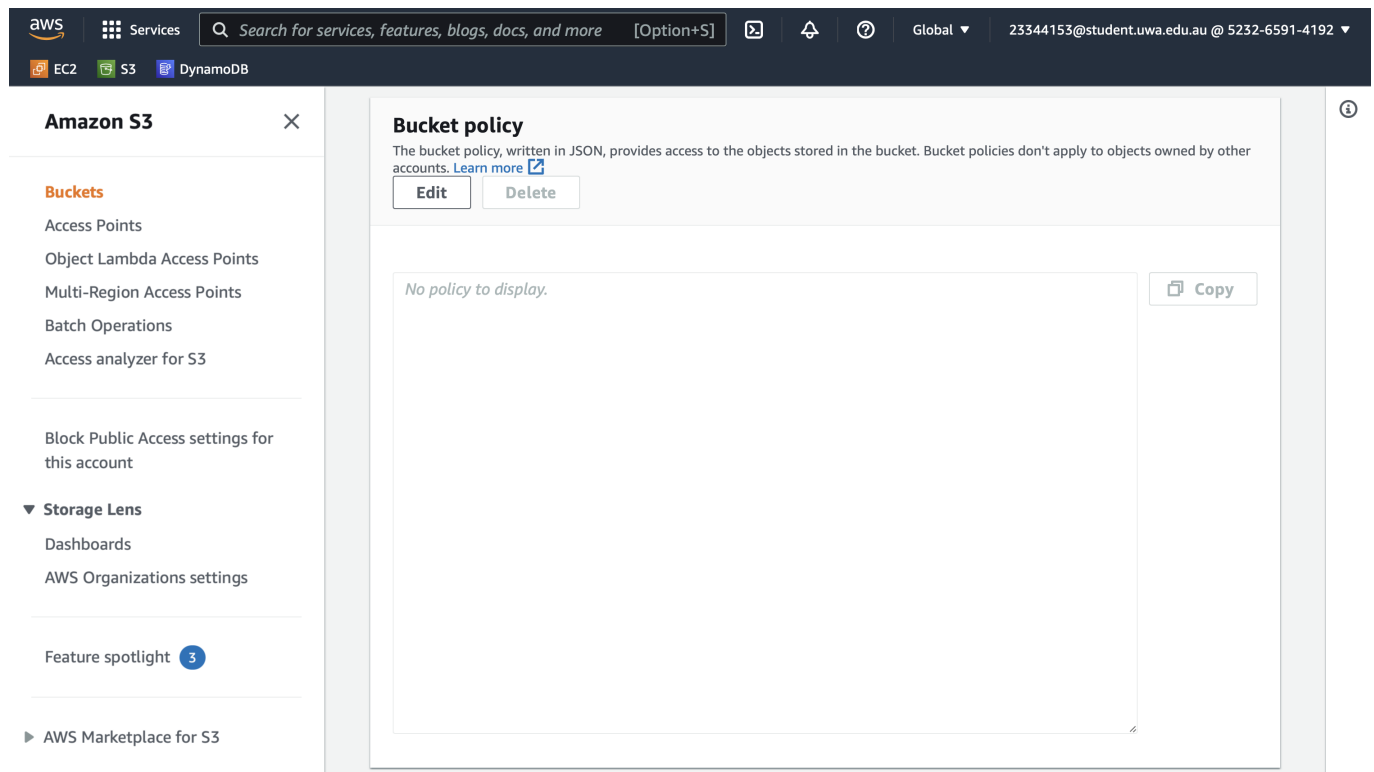 aws
Services
Search for services, features, blogs, docs, and more [Option+S]
Global ▼
23344153@student.uwa.edu.au @ 5232-6591-4192 ▼
EC2
S3
DynamoDB
Amazon S3
Buckets
Access Points
Object Lambda Access Points
Multi-Region Access Points
Batch Operations
Access analyzer for S3
Block Public Access settings for
this account
Storage Lens
Dashboards
AWS Organizations settings
Feature spotlight 3
AWS Marketplace for S3
Bucket policy
The bucket policy, written in JSON, provides access to the objects stored in the bucket. Bucket policies don't apply to objects owned by other
accounts. Learn more
Edit
Delete
No policy to display.
Copy